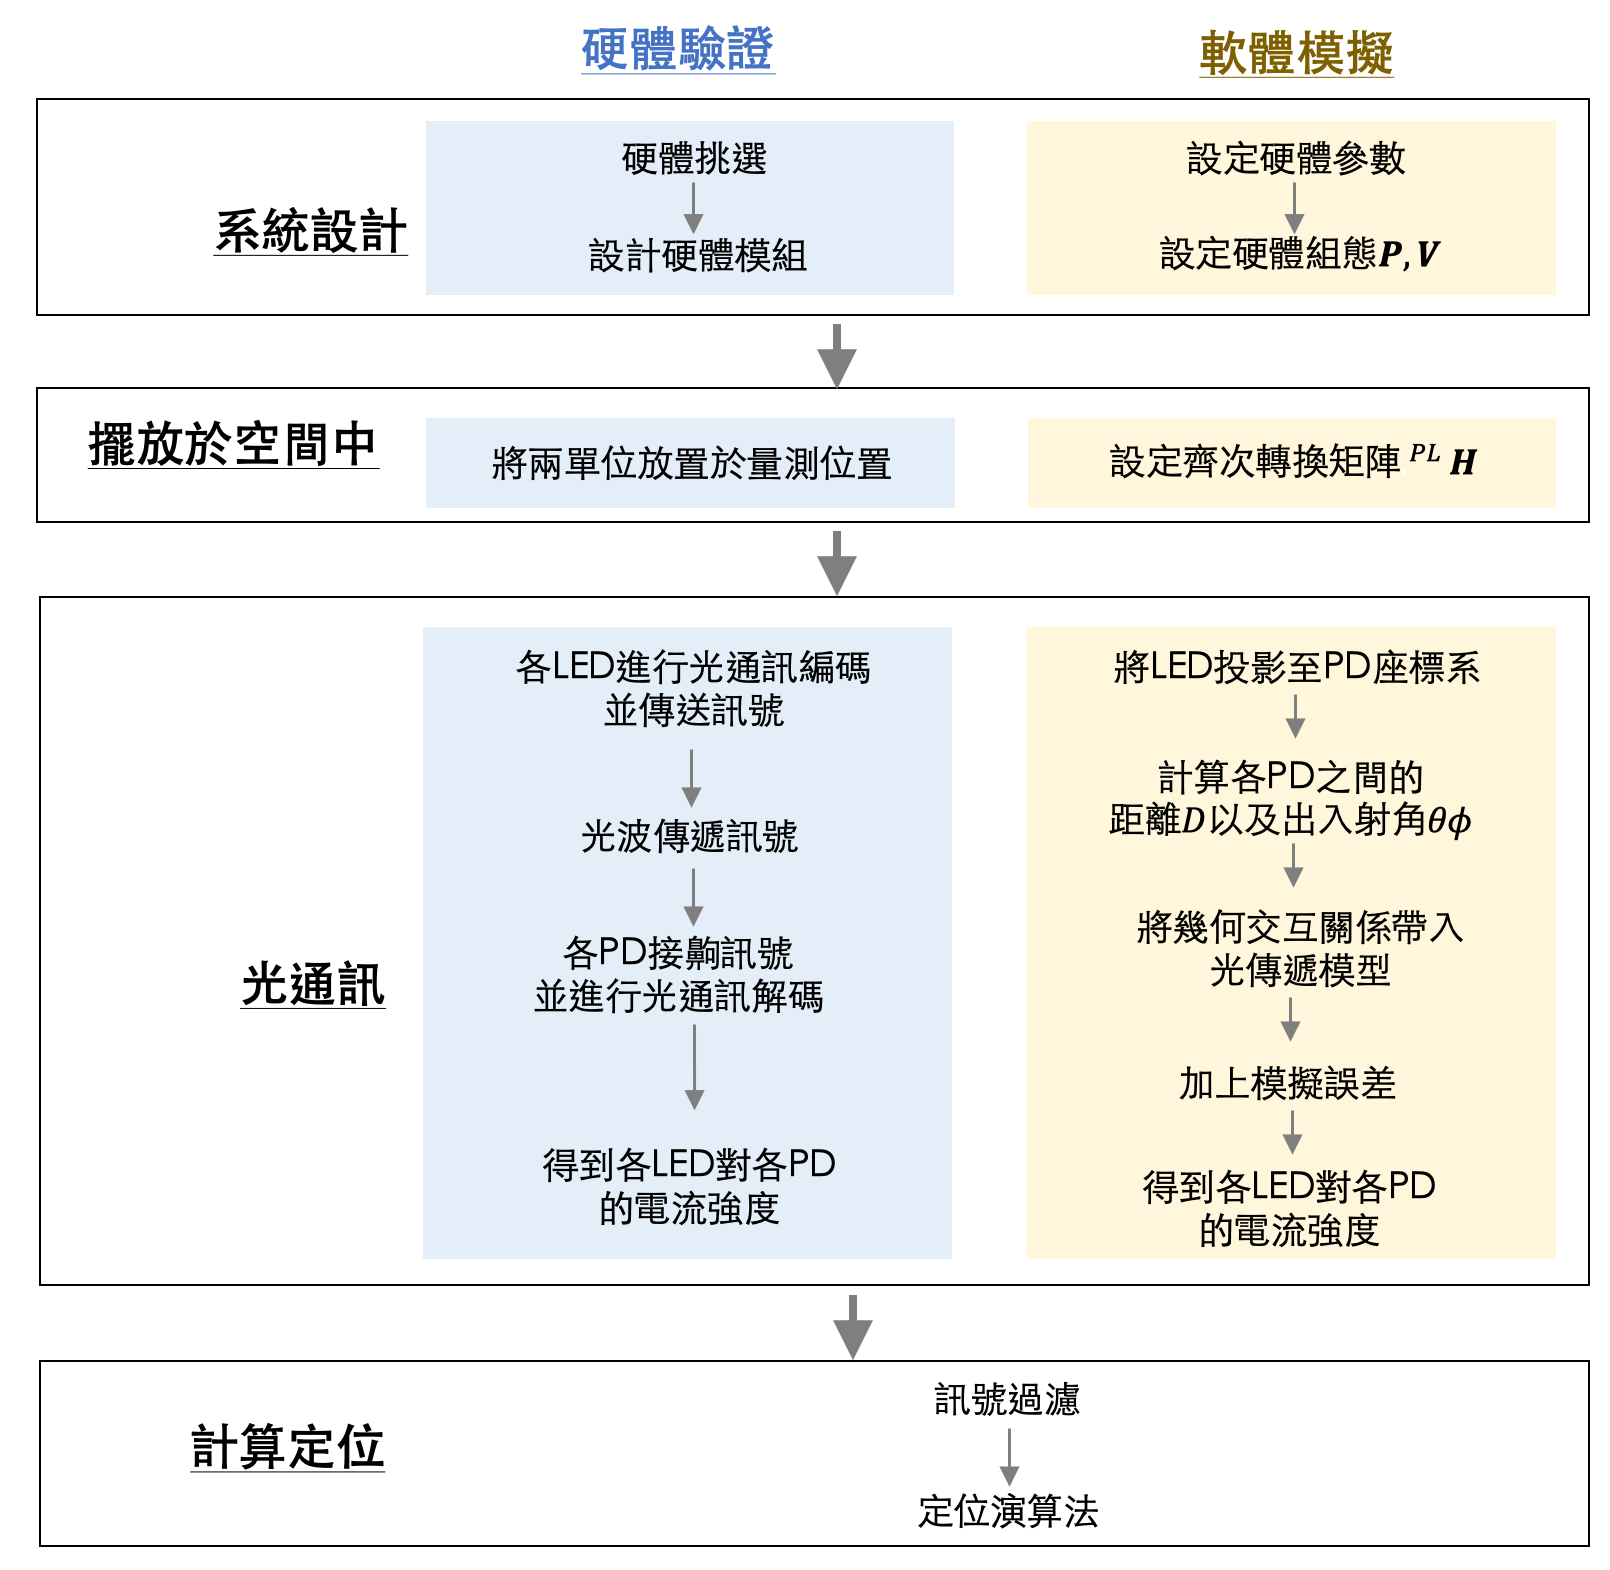 硬體驗證
軟體模擬
系統設計
硬體挑選
設計硬體模組
設定硬體參數
設定硬體組態P,V
擺放於空間中
將兩單位放置於量測位置
設定齊次轉換矩陣 PL H
光通訊
各LED進行光通訊編碼
並傳送訊號
光波傳遞訊號
各PD接齁訊號
並進行光通訊解碼
得到各LED對各PD
的電流強度
將LED投影至PD座標系
計算各PD之間的
距離D以及出入射角θϕ
將幾何交互關係帶入
光傳遞模型
加上模擬誤差
得到各LED對各PD
的電流強度
計算定位
訊號過濾
定位演算法